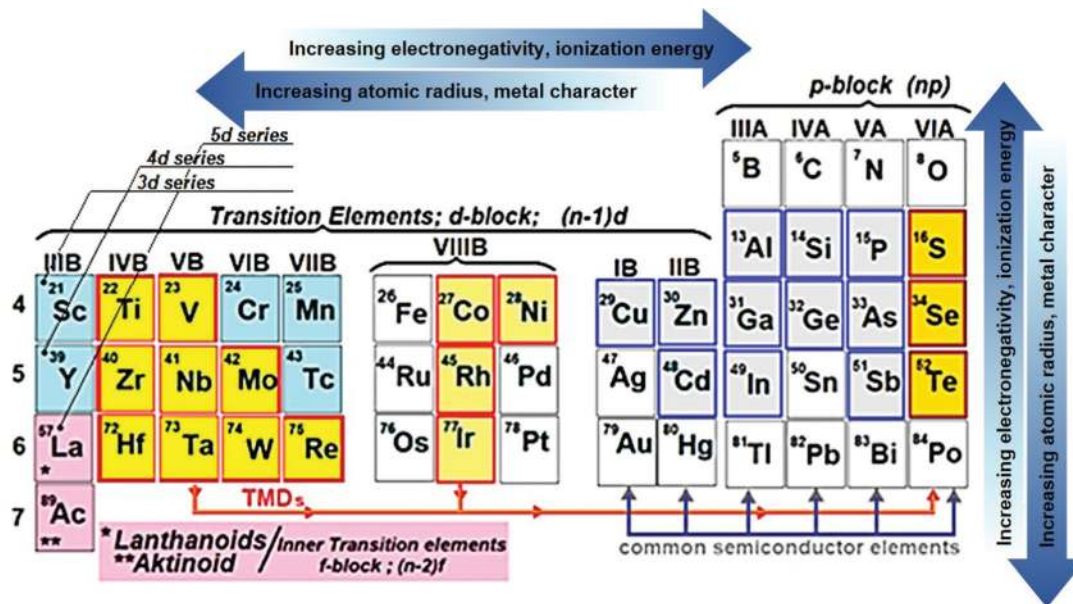 Increasing electronegativity, ionization energy
Increasing atomic radius, metal character
p-block (np)
5d series
4d series
3d series
IIIA IVA VA VIA
5B 6C 7N 8O
Transition Elements; d-block; (n-1)d
13Al 14Si 15P 16S
IIIB IVB VB VIB VIIB VIIIB IB IIB
4 21Sc 22Ti 23V 24Cr 25Mn 26Fe 27Co 28Ni 29Cu 30Zn 31Ga 32Ge 33As 34Se
5 39Y 40Zr 41Nb 42Mo 43Tc 44Ru 45Rh 46Pd 47Ag 48Cd 49In 50Sn 51Sb 52Te
6 57La * 72Hf 73Ta 74W 75Re 76Os 77Ir 78Pt 79Au 80Hg 81Tl 82Pb 83Bi 84Po
TMDs
7 89Ac **
*Lanthanoids/Inner Transition elements
**Aktinoid f-block ; (n-2)f
common semiconductor elements
Increasing electronegativity, ionization energy
Increasing atomic radius, metal character